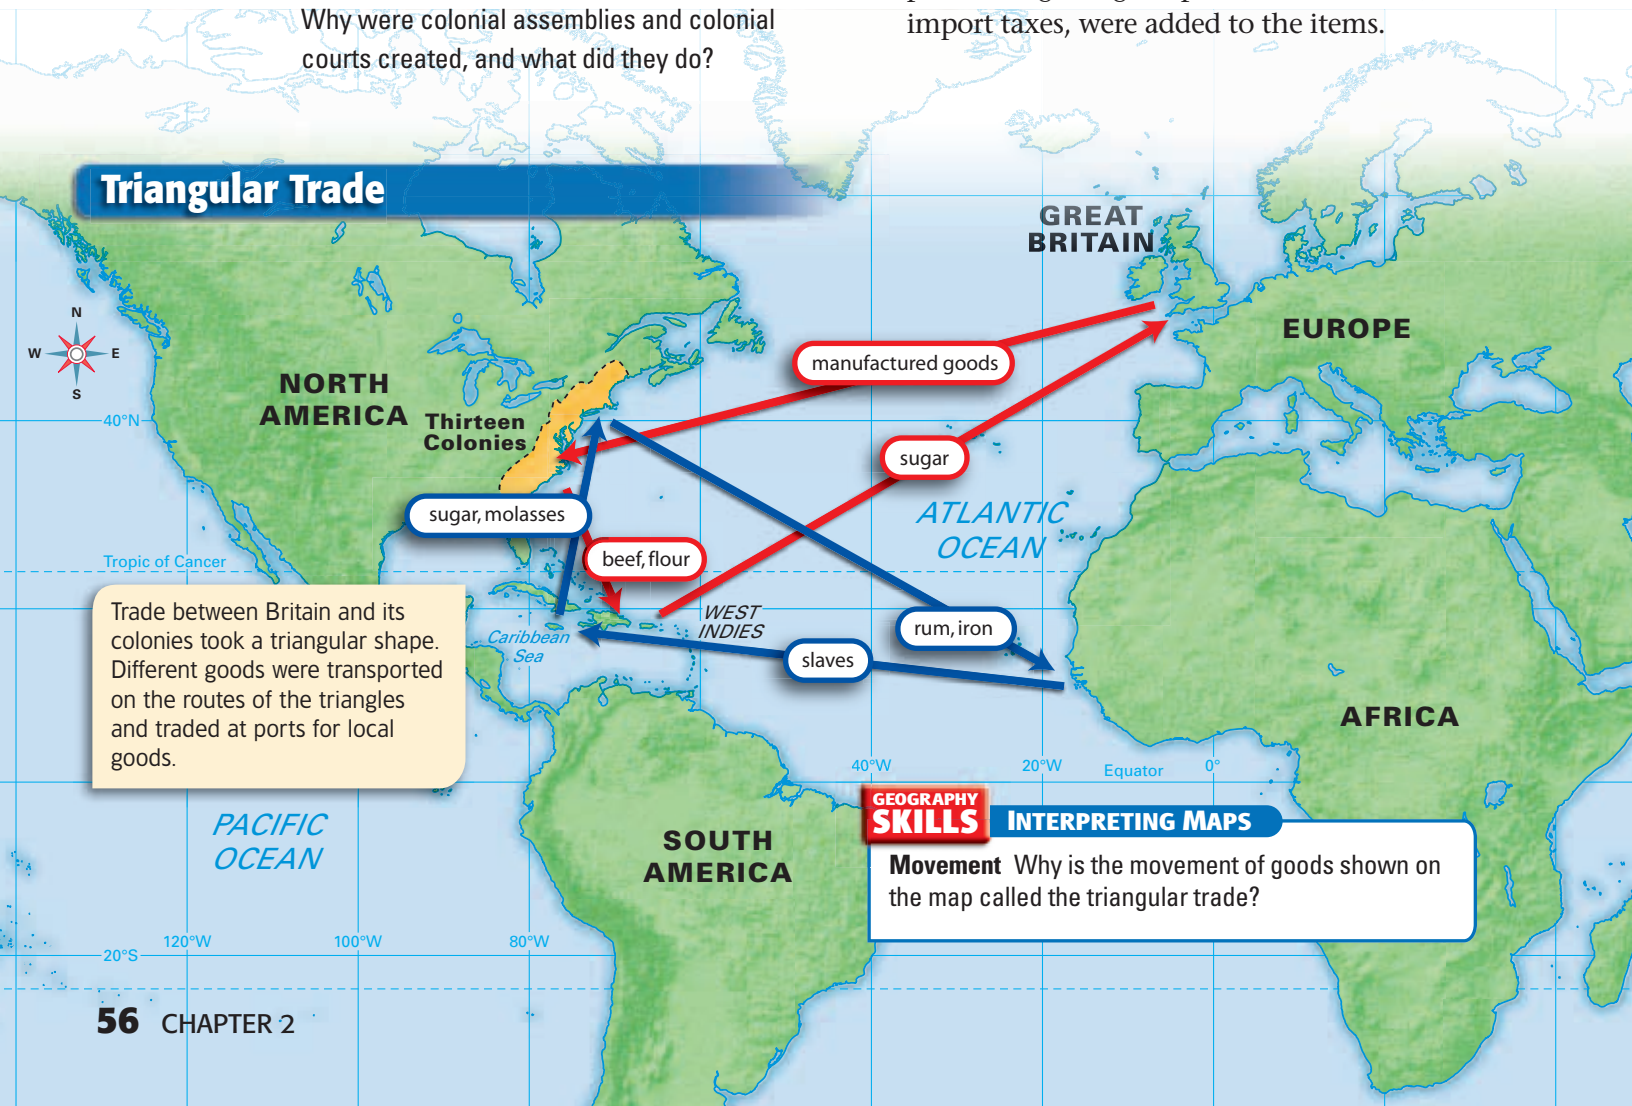 Why were colonial assemblies and colonial
courts created, and what did they do?
import taxes, were added to the items.
Triangular Trade
GREAT
BRITAIN
EUROPE
N
W
E
S
manufactured goods
NORTH
AMERICA
40°N
Thirteen
Colonies
sugar
sugar, molasses
ATLANTIC
OCEAN
beef, flour
Tropic of Cancer
Trade between Britain and its
colonies took a triangular shape.
Different goods were transported
on the routes of the triangles
and traded at ports for local
goods.
WEST
INDIES
Caribbean
Sea
rum, iron
slaves
AFRICA
40°W
20°W
Equator
0°
PACIFIC
OCEAN
SOUTH
AMERICA
GEOGRAPHY
SKILLS
INTERPRETING MAPS
Movement Why is the movement of goods shown on
the map called the triangular trade?
120°W
100°W
80°W
20°S
56 CHAPTER 2